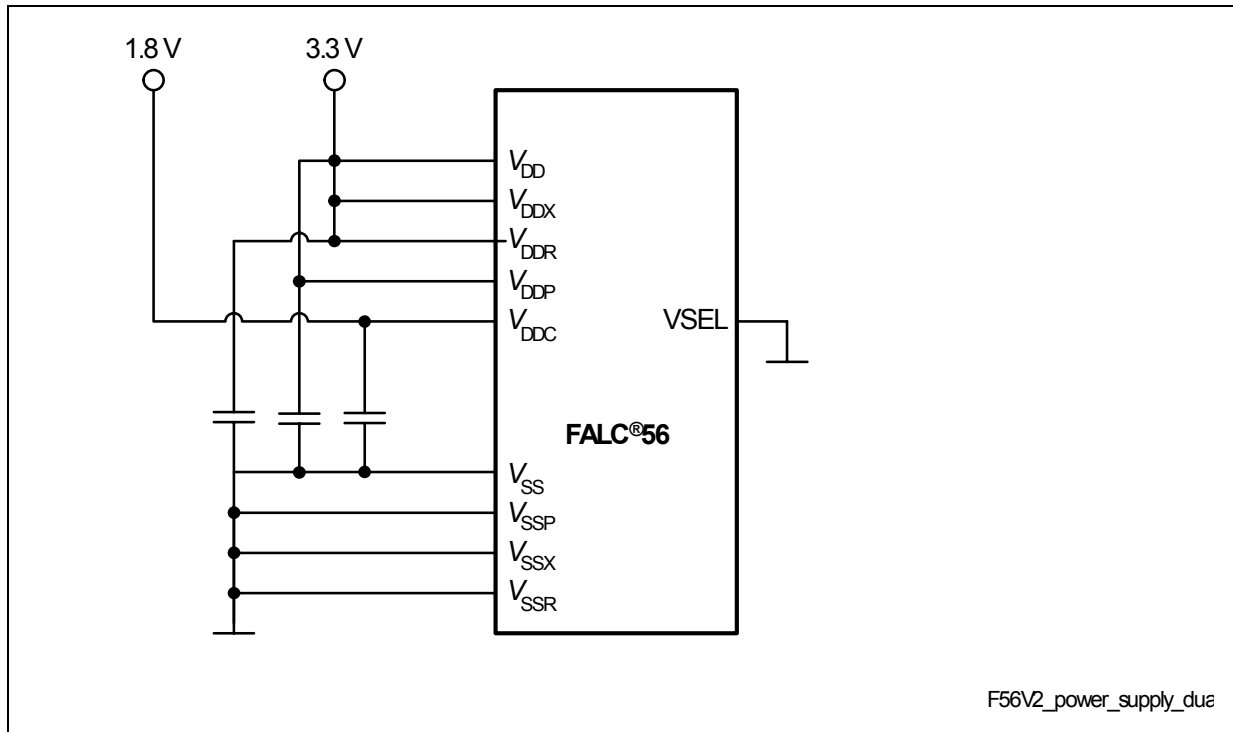 1.8 V
3.3 V
VDD
VDDX
VDDR
VDDP
VDDC
VSEL
FALC®56
VSS
VSSP
VSSX
VSSR
F56V2_power_supply_dua